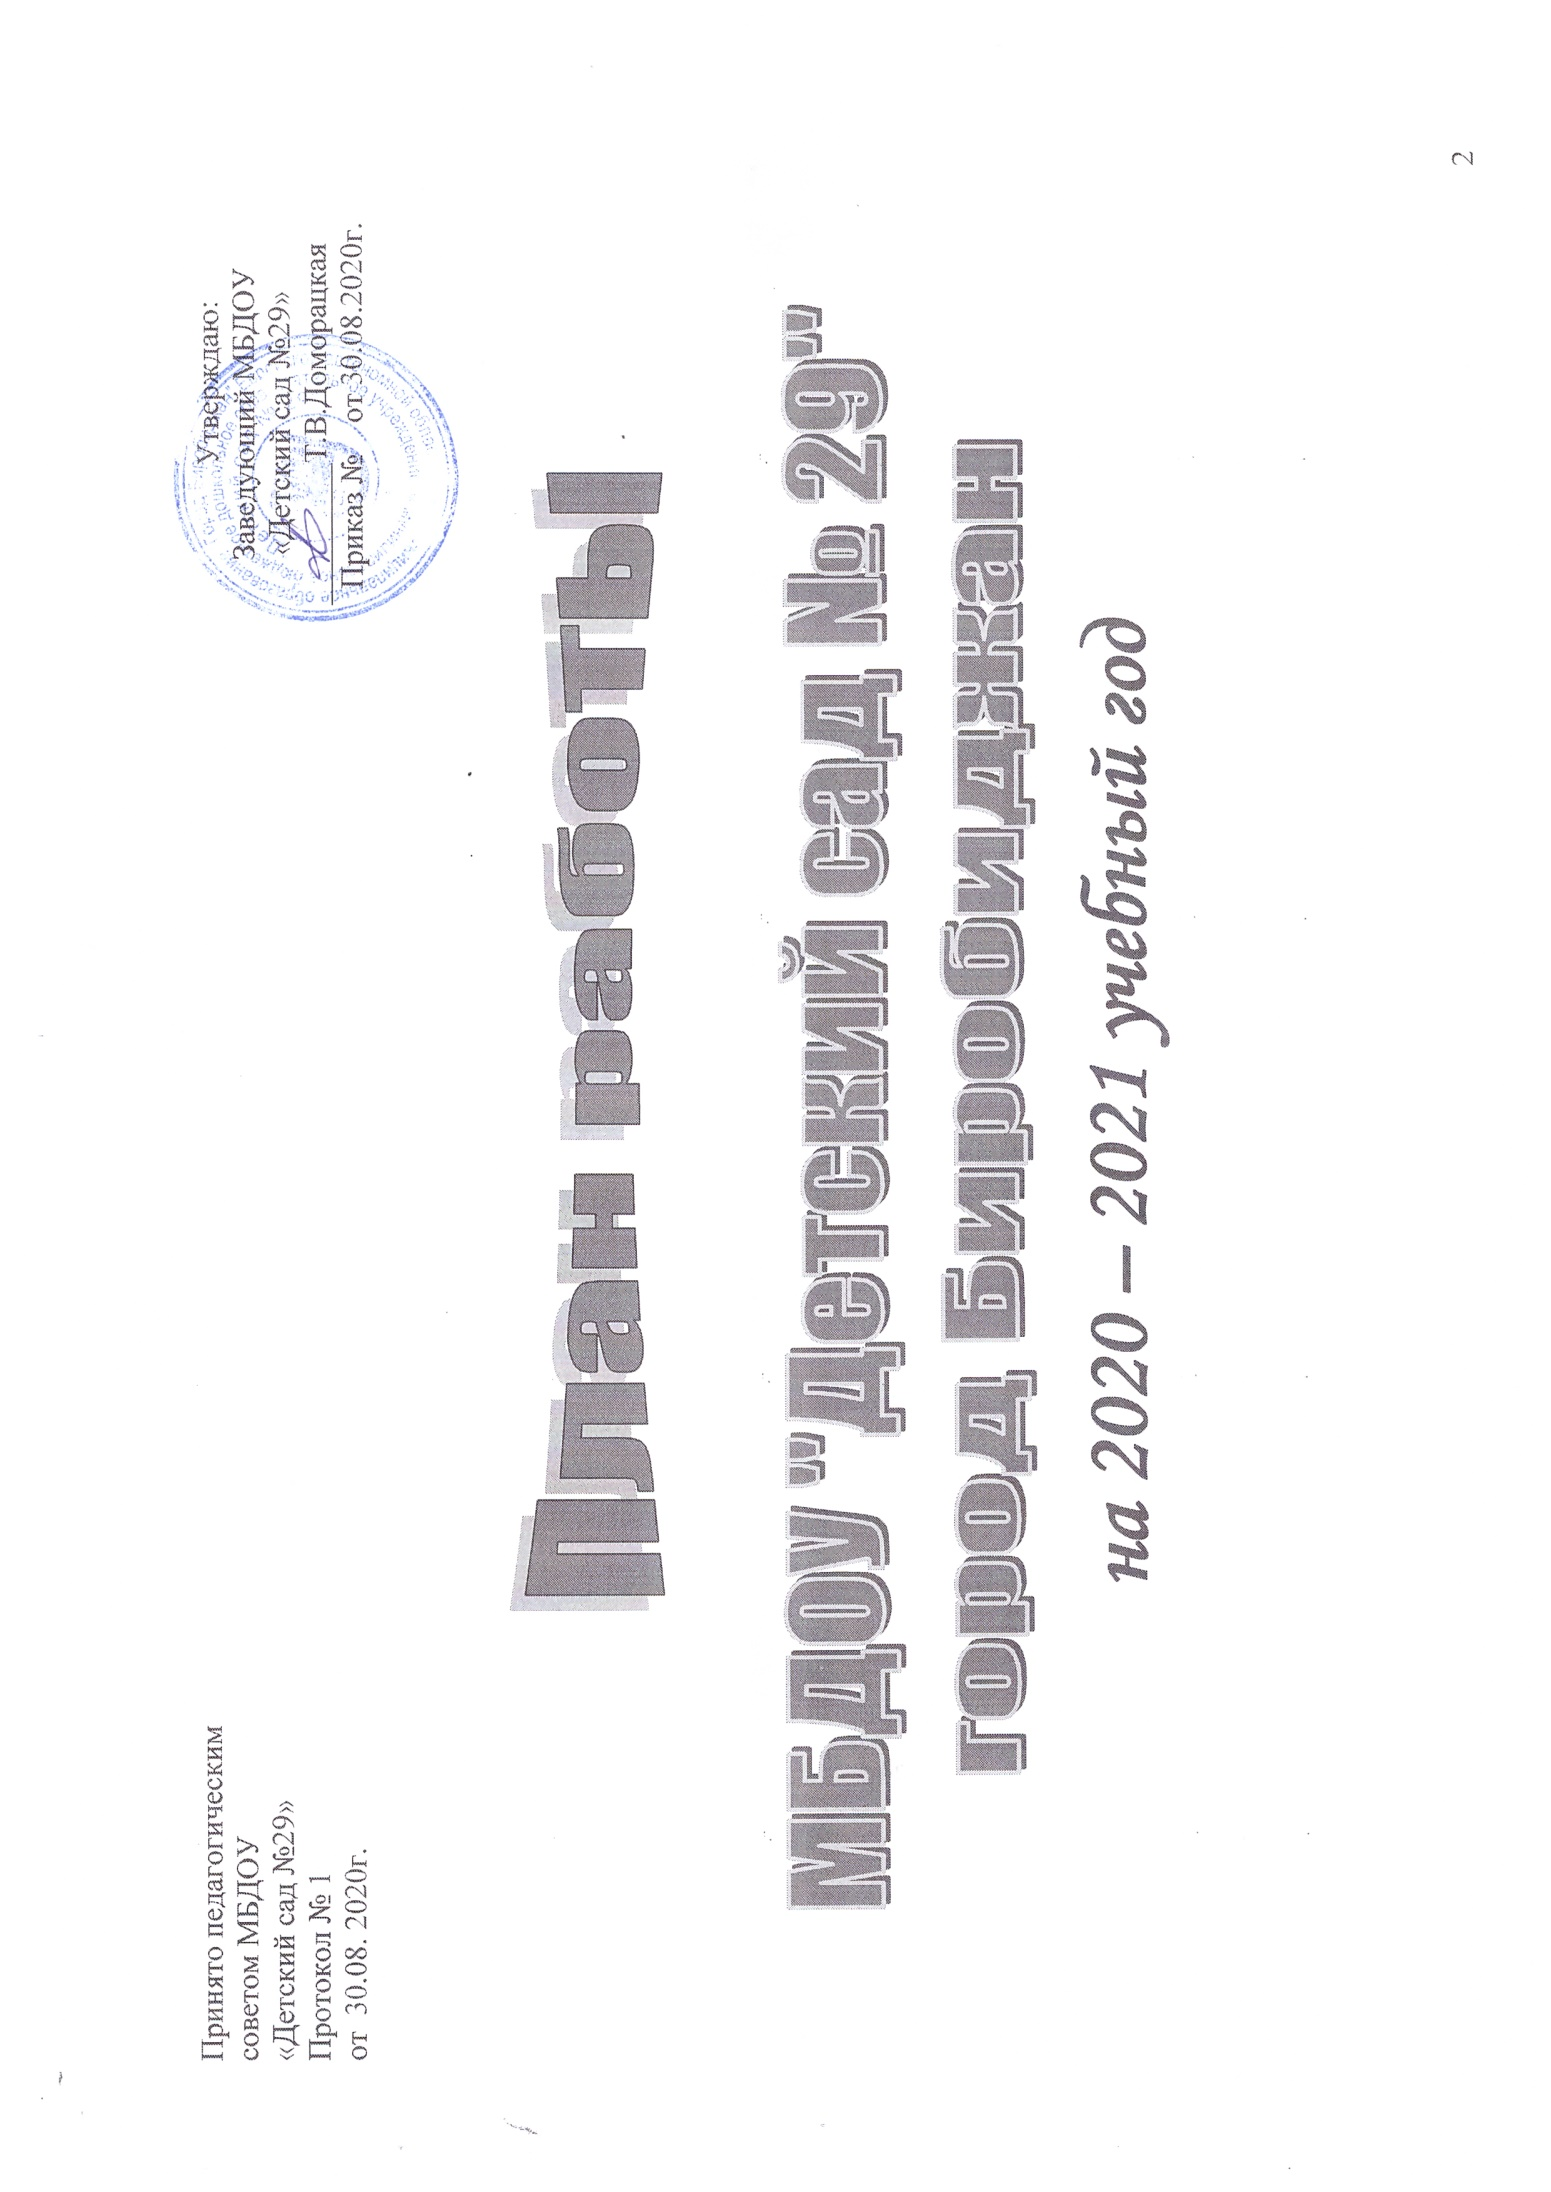 Принято педагогическим
советом МБДОУ
«Детский сад №29»
Протокол № 1
от 30.08. 2020г.
Утверждаю:
Заведующий МБДОУ
«Детский сад №29»
Т.В.Доморацкая
Приказ № от30.08.2020г.
План работы
МБДОУ "Детский сад № 29"
город Биробиджан
на 2020 – 2021 учебный год
2